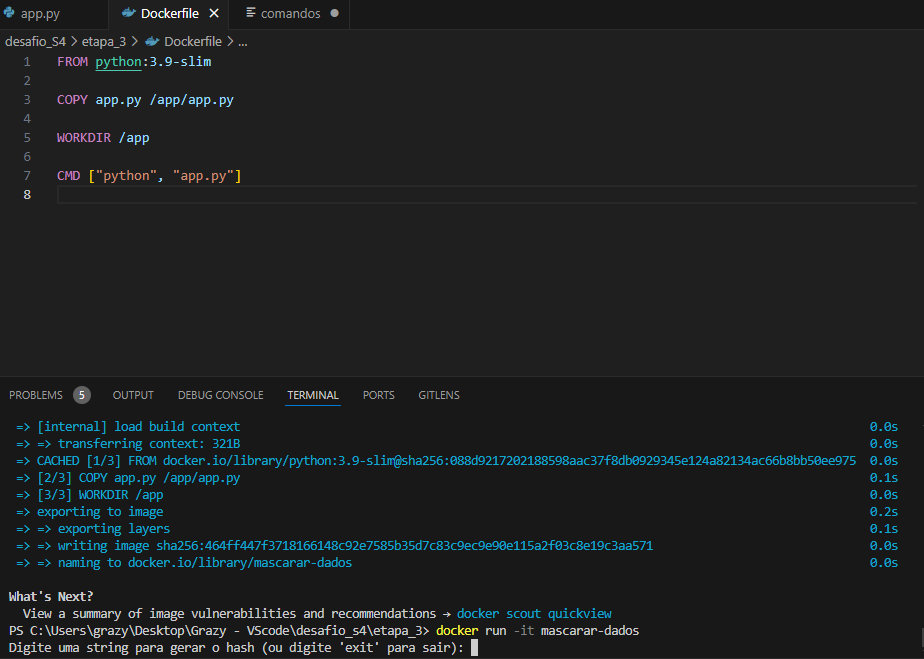 app.py Dockerfile comandos
desafio_S4 > etapa_3 > Dockerfile > ...
1 FROM python:3.9-slim
2
3 COPY app.py /app/app.py
4
5 WORKDIR /app
6
7 CMD ["python", "app.py"]
8
PROBLEMS 5 OUTPUT DEBUG CONSOLE TERMINAL PORTS GITLENS
=> [internal] load build context 0.0s
=> => transferring context: 321B 0.0s
=> CACHED [1/3] FROM docker.io/library/python:3.9-slim@sha256:088d9217202188598aac37f8db0929345e124a82134ac66b8bb50ee975 0.0s
=> [2/3] COPY app.py /app/app.py 0.1s
=> [3/3] WORKDIR /app 0.0s
=> exporting to image 0.2s
=> => exporting layers 0.1s
=> => writing image sha256:464ff447f3718166148c92e7585b35d7c83c9ec9e90e115a2f03c8e19c3aa571 0.0s
=> => naming to docker.io/library/mascarar-dados 0.0s
What's Next?
View a summary of image vulnerabilities and recommendations → docker scout quickview
PS C:\Users\grazy\Desktop\Grazy - VScode\desafio_s4\etapa_3> docker run -it mascarar-dados
Digite uma string para gerar o hash (ou digite 'exit' para sair):